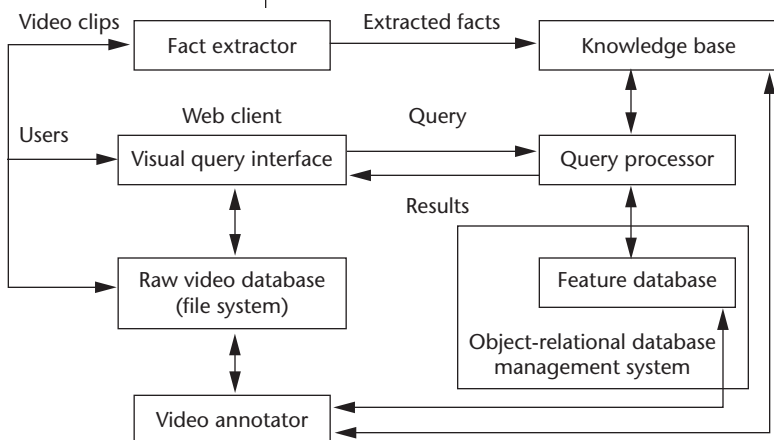 Video clips
Fact extractor
Extracted facts
Knowledge base
Users
Web client
Visual query interface
Query
Query processor
Results
Raw video database
(file system)
Feature database
Object-relational database
management system
Video annotator